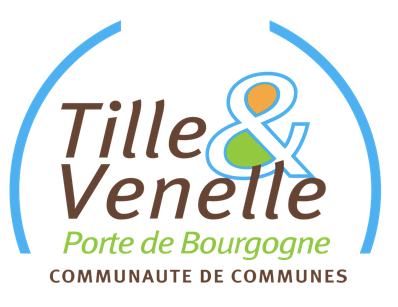 Tille &
Venelle
Porte de Bourgogne
COMMUNAUTE DE COMMUNES